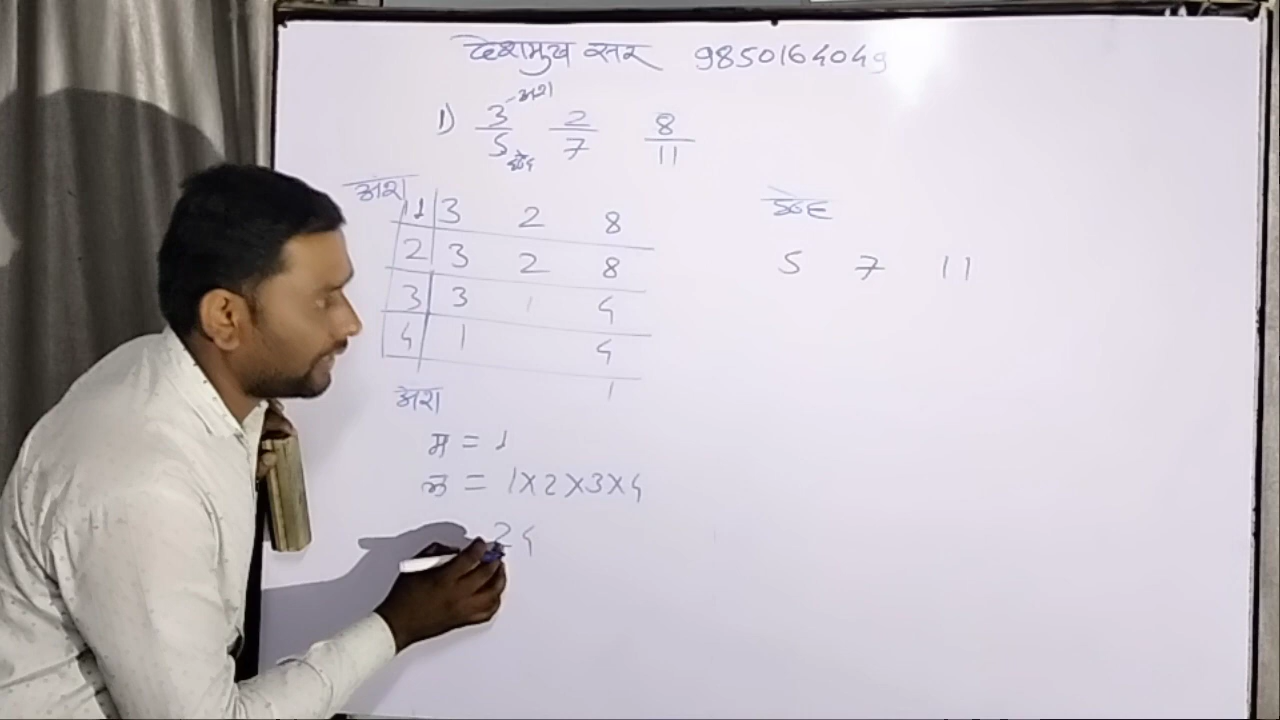 देशमुख सर 9850164049
1) 3/5 2/7 8/11
अंश
छेद
अंश
1 3 2 8
2 3 2 8
3 3 1 4
4 1 4
1
छेद
5 7 11
अंश
म = 1
ल = 1×2×3×4
24